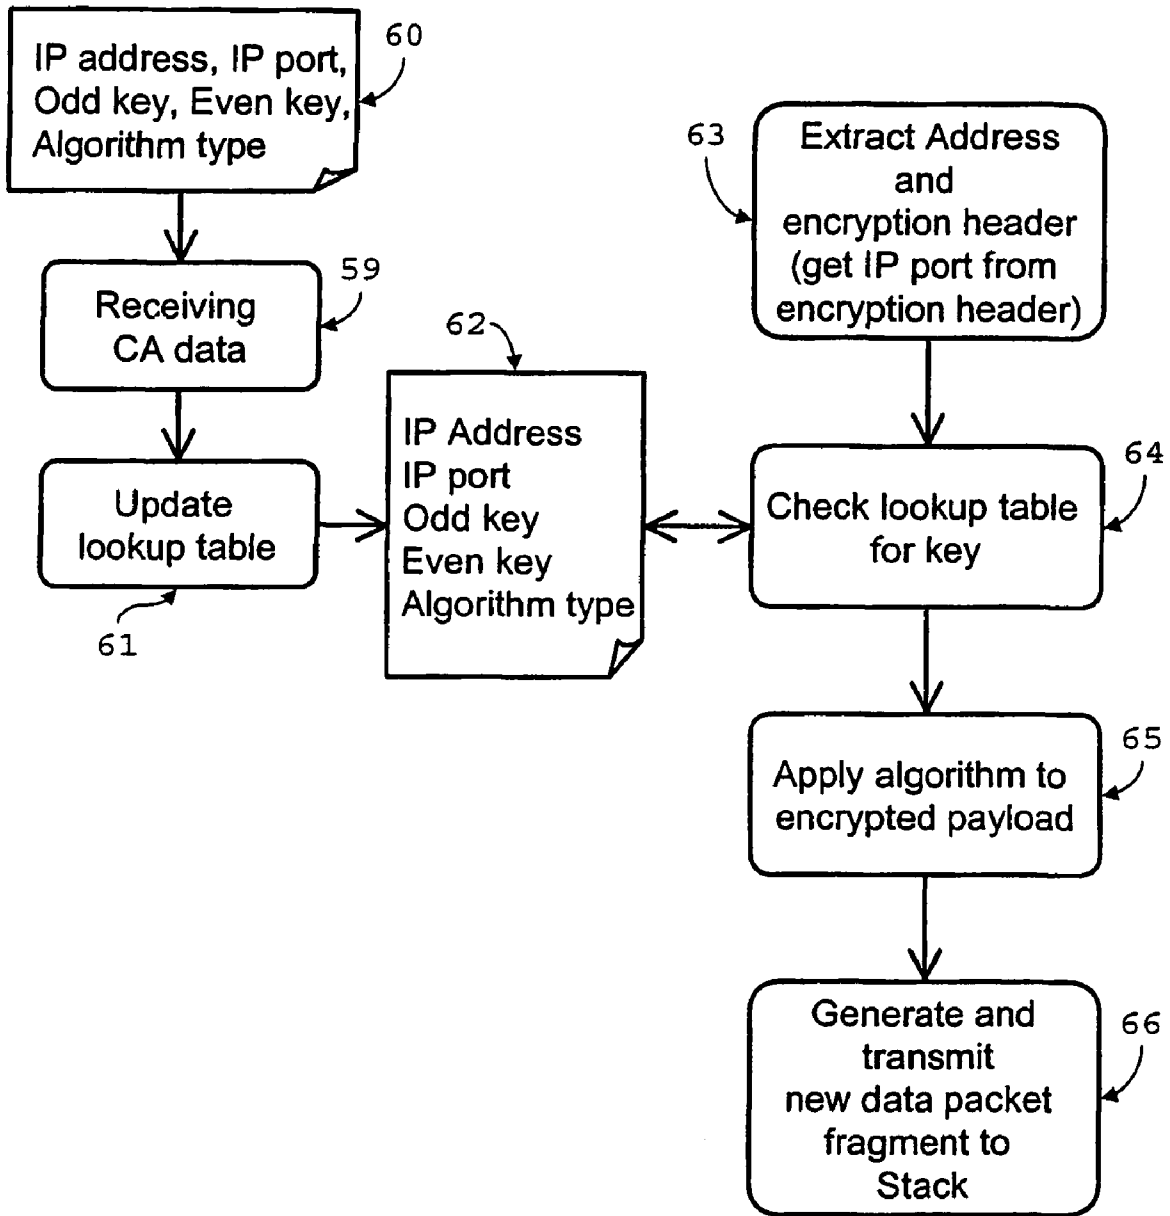 60
IP address, IP port,
Odd key, Even key,
Algorithm type
59
Receiving
CA data
Update
lookup table
61
62
IP Address
IP port
Odd key
Even key
Algorithm type
63
Extract Address
and
encryption header
(get IP port from
encryption header)
64
Check lookup table
for key
65
Apply algorithm to
encrypted payload
66
Generate and
transmit
new data packet
fragment to
Stack